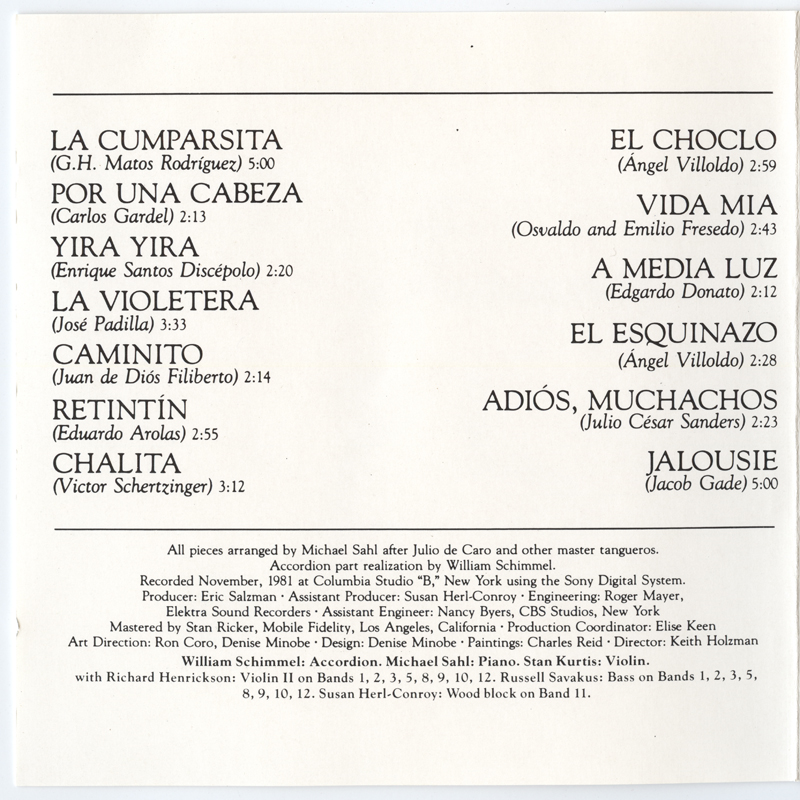 LA CUMPARSITA
(G.H. Matos Rodríguez) 5:00
POR UNA CABEZA
(Carlos Gardel) 2:13
YIRA YIRA
(Enrique Santos Discépolo) 2:20
LA VIOLETERA
(José Padilla) 3:33
CAMINITO
(Juan de Diós Filiberto) 2:14
RETINTÍN
(Eduardo Arolas) 2:55
CHALITA
(Victor Schertzinger) 3:12
EL CHOCLO
(Ángel Villoldo) 2:59
VIDA MIA
(Osvaldo and Emilio Fresedo) 2:43
A MEDIA LUZ
(Edgardo Donato) 2:12
EL ESQUINAZO
(Ángel Villoldo) 2:28
ADIÓS, MUCHACHOS
(Julio César Sanders) 2:23
JALOUSIE
(Jacob Gade) 5:00
All pieces arranged by Michael Sahl after Julio de Caro and other master tangueros.
Accordion part realization by William Schimmel.
Recorded November, 1981 at Columbia Studio "B," New York using the Sony Digital System.
Producer: Eric Salzman · Assistant Producer: Susan Herl-Conroy · Engineering: Roger Mayer,
Elektra Sound Recorders · Assistant Engineer: Nancy Byers, CBS Studios, New York
Mastered by Stan Ricker, Mobile Fidelity, Los Angeles, California · Production Coordinator: Elise Keen
Art Direction: Ron Coro, Denise Minobe · Design: Denise Minobe · Paintings: Charles Reid · Director: Keith Holzman
William Schimmel: Accordion. Michael Sahl: Piano. Stan Kurtis: Violin.
with Richard Henrickson: Violin II on Bands 1, 2, 3, 5, 8, 9, 10, 12. Russell Savakus: Bass on Bands 1, 2, 3, 5,
8, 9, 10, 12. Susan Herl-Conroy: Wood block on Band 11.